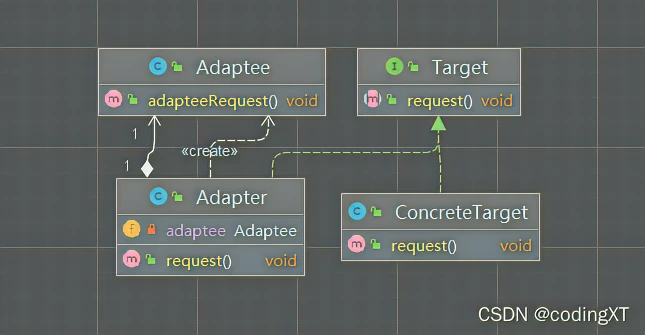 C Adaptee
m adapteeRequest() void
I Target
m request() void
1
«create»
1
C Adapter
f adaptee Adaptee
m request() void
C ConcreteTarget
m request() void
CSDN @codingXT